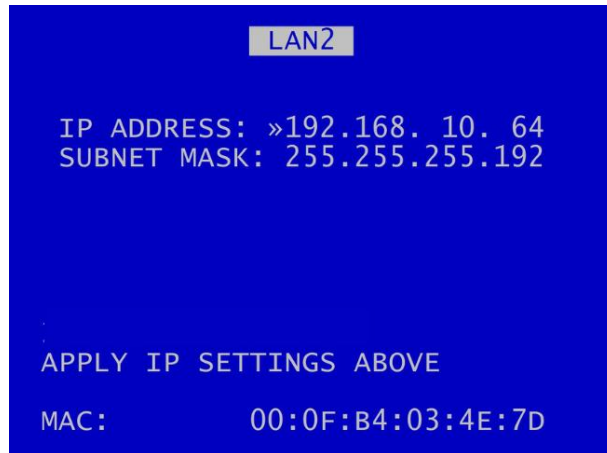 LAN2
IP ADDRESS: »192.168. 10. 64
SUBNET MASK: 255.255.255.192
APPLY IP SETTINGS ABOVE
MAC: 00:0F:B4:03:4E:7D